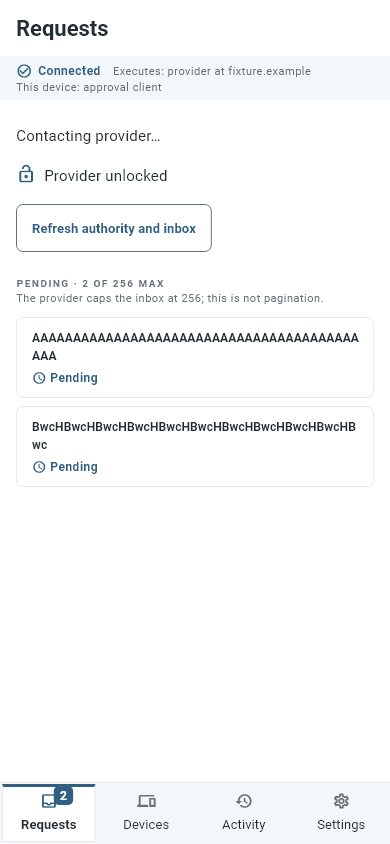 Requests
Connected Executes: provider at fixture.example
This device: approval client
Contacting provider…
Provider unlocked
Refresh authority and inbox
PENDING · 2 OF 256 MAX
The provider caps the inbox at 256; this is not pagination.
AAAAAAAAAAAAAAAAAAAAAAAAAAAAAAAAAAAAAAAA
AAA
Pending
BwcHBwcHBwcHBwcHBwcHBwcHBwcHBwcHBwcHBwcHB
wc
Pending
2
Requests Devices Activity Settings